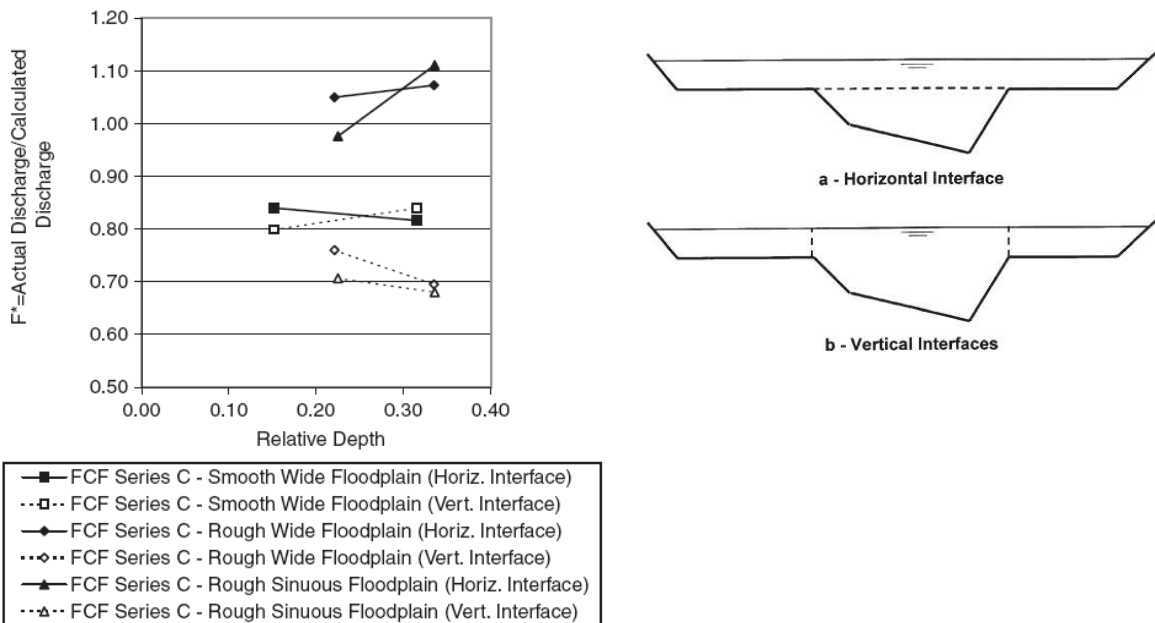 F*=Actual Discharge/Calculated
Discharge
1.20
1.10
1.00
0.90
0.80
0.70
0.60
0.50
0.00
0.10
0.20
0.30
0.40
Relative Depth
FCF Series C - Smooth Wide Floodplain (Horiz. Interface)
FCF Series C - Smooth Wide Floodplain (Vert. Interface)
FCF Series C - Rough Wide Floodplain (Horiz. Interface)
FCF Series C - Rough Wide Floodplain (Vert. Interface)
FCF Series C - Rough Sinuous Floodplain (Horiz. Interface)
FCF Series C - Rough Sinuous Floodplain (Vert. Interface)
a - Horizontal Interface
b - Vertical Interfaces